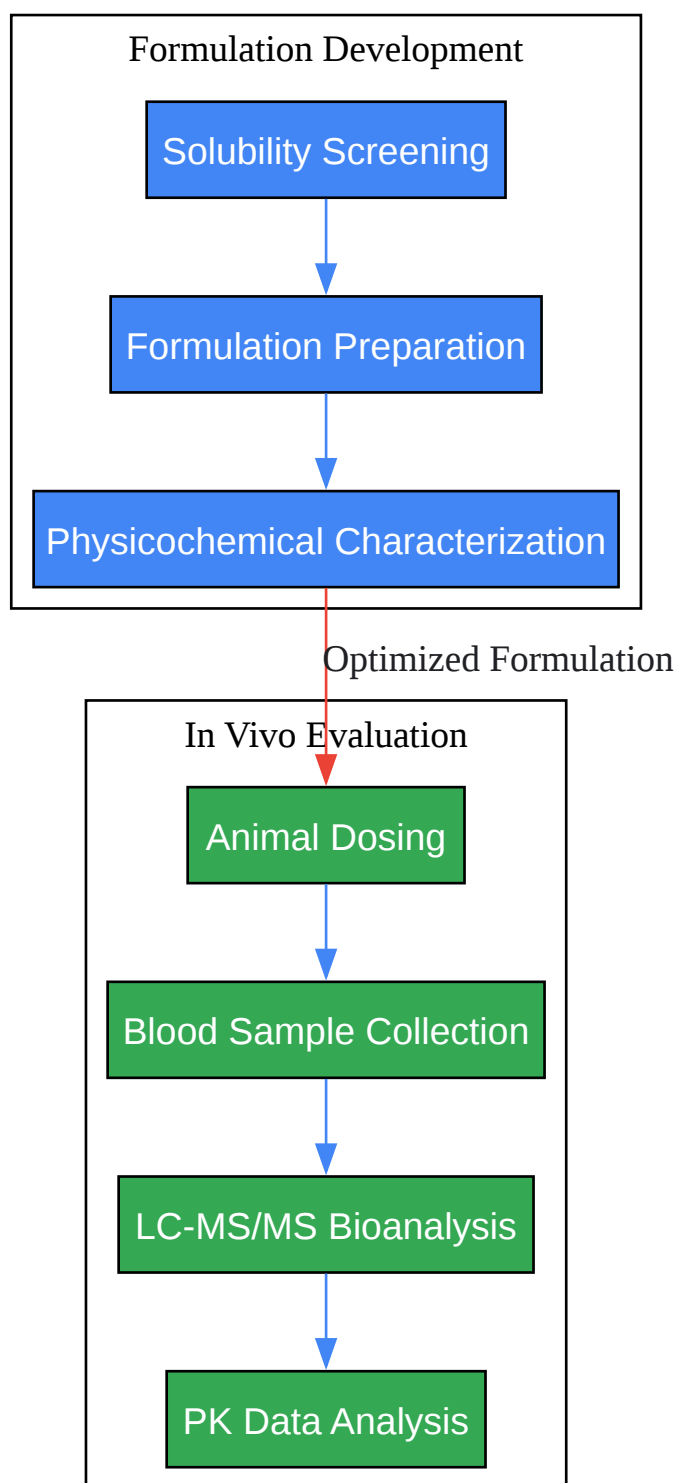 Formulation Development
Solubility Screening
Formulation Preparation
Physicochemical Characterization
Optimized Formulation
In Vivo Evaluation
Animal Dosing
Blood Sample Collection
LC-MS/MS Bioanalysis
PK Data Analysis